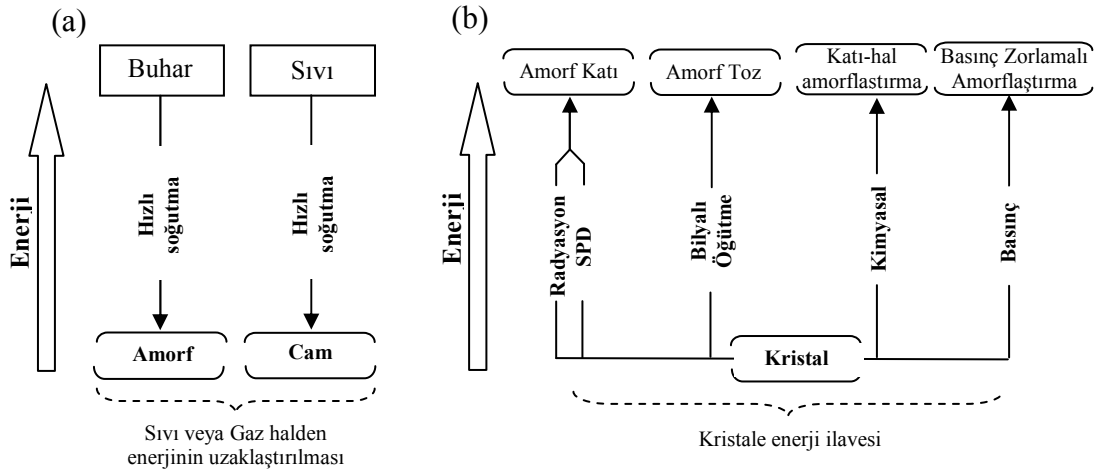 (a)
Buhar
Sıvı
Enerji
Hızlı
soğutma
Hızlı
soğutma
Amorf
Cam
Sıvı veya Gaz halden
enerjinin uzaklaştırılması
(b)
Amorf Katı
Amorf Toz
Katı-hal
amorflastırma
Basınç Zorlamalı
Amorflaştırma
Enerji
Radyasyon
SPD
Bilyalı
Öğütme
Kimyasal
Basınç
Kristal
Kristale enerji ilavesi